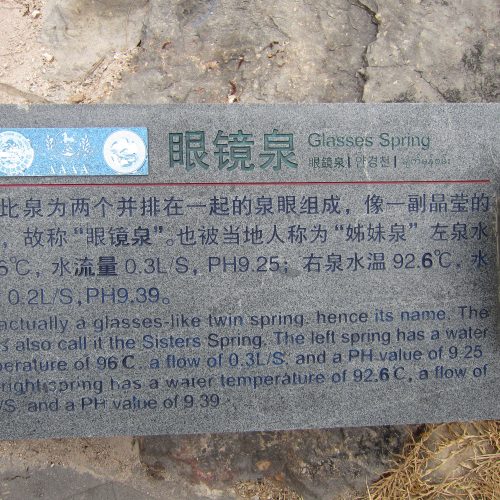 眼镜泉 Glasses Spring
眼鏡泉 | 안경천 |
此泉为两个并排在一起的泉眼组成，像一副晶莹的
，故称“眼镜泉”。也被当地人称为“姊妹泉”左泉水
6℃，水流量0.3L/S，PH9.25；右泉水温92.6℃，水
0.2L/S,PH9.39。
actually a glasses-like twin spring, hence its name. The
s also call it the Sisters Spring. The left spring has a water
perature of 96℃, a flow of 0.3L/S and a PH value of 9.25
right spring has a water temperature of 92.6℃, a flow of
/S and a PH value of 9.39
AAAA